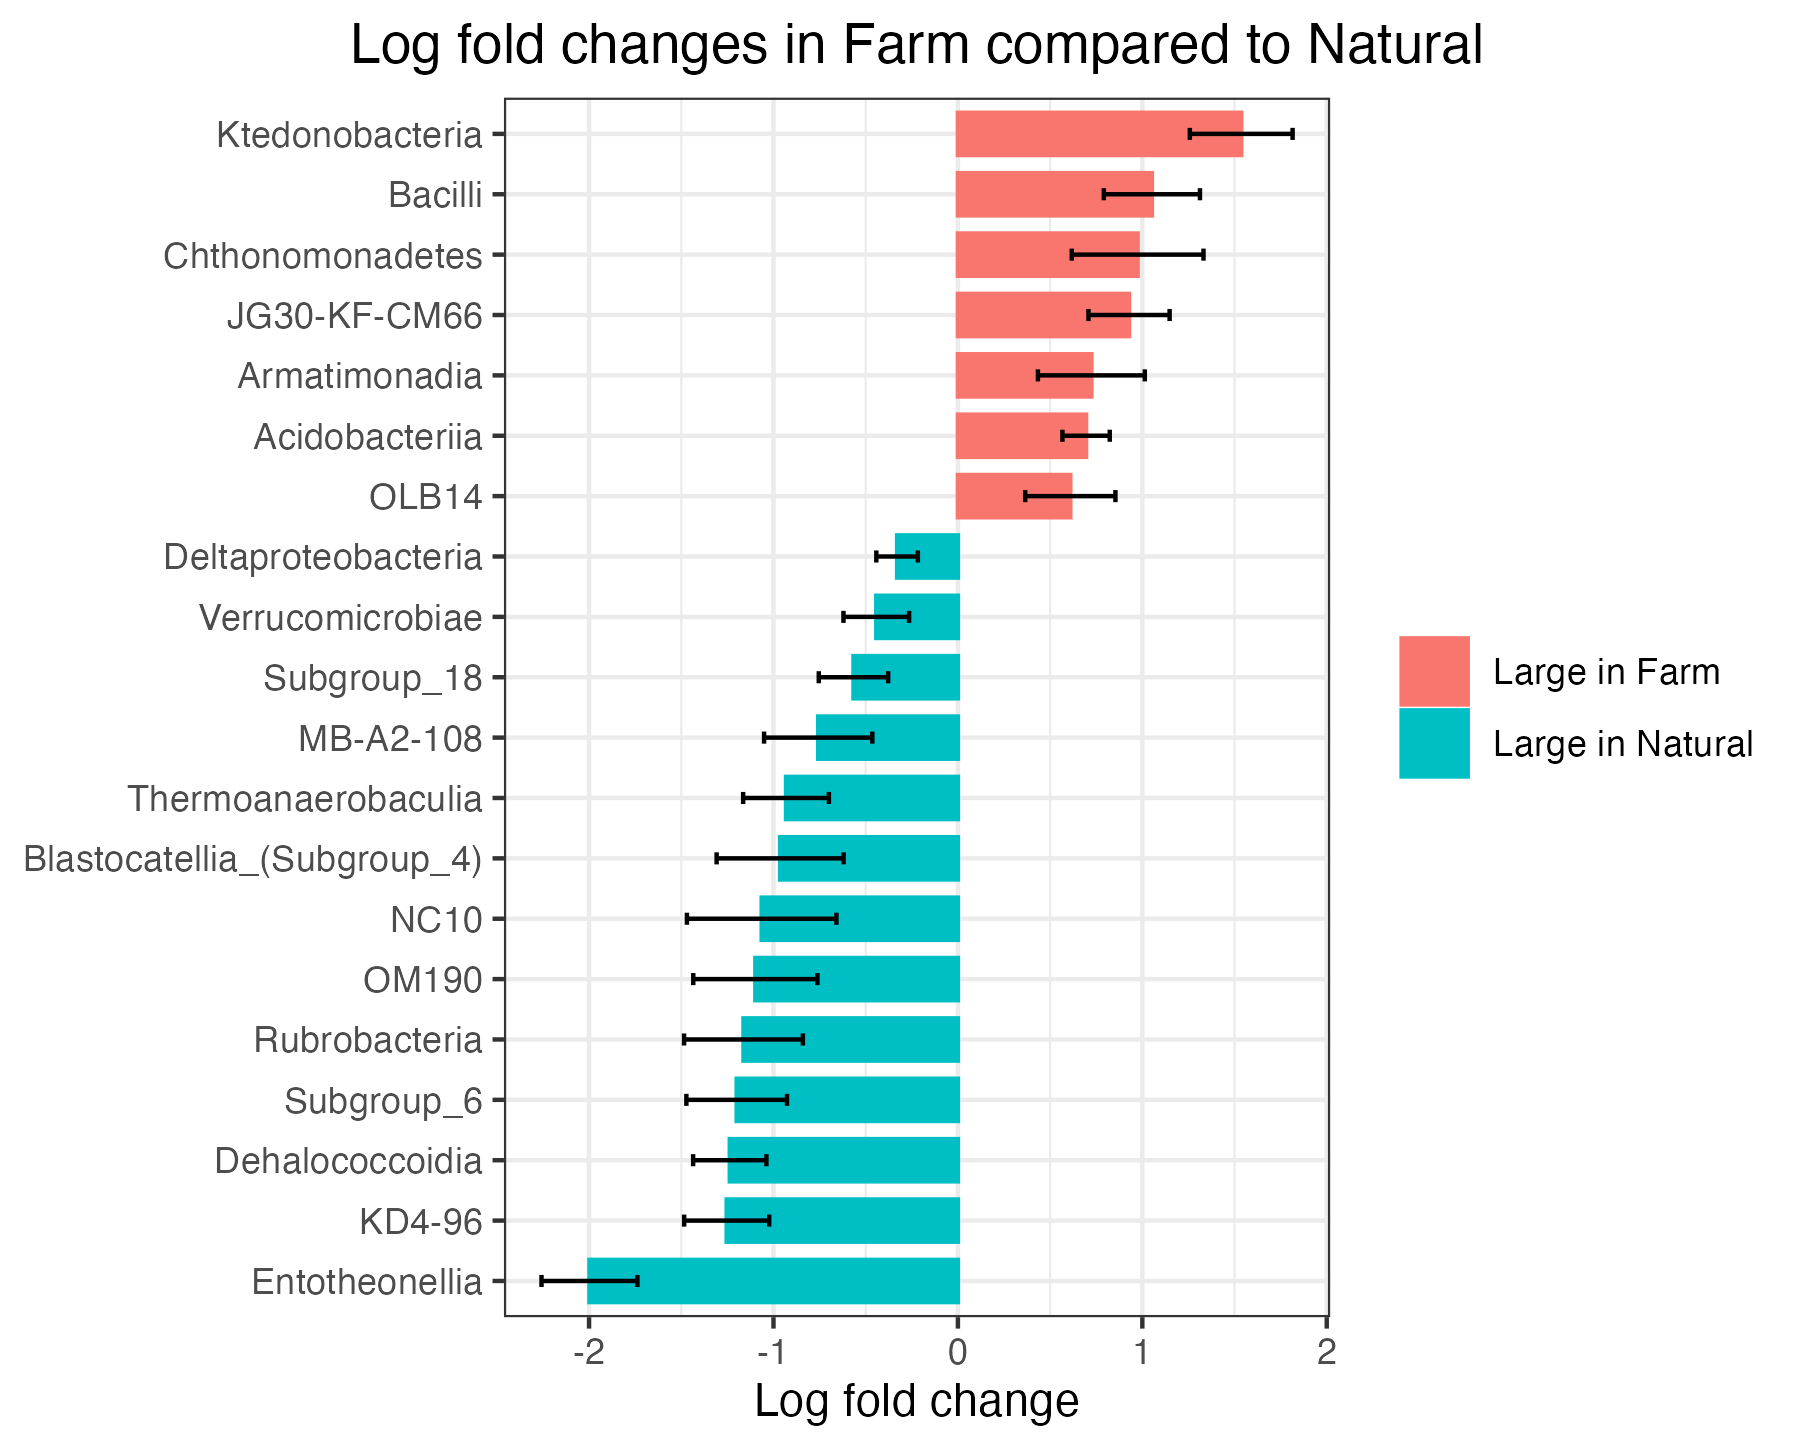 Log fold changes in Farm compared to Natural
Ktedonobacteria
Bacilli
Chthonomonadetes
JG30-KF-CM66
Armatimonadia
Acidobacteriia
OLB14
Deltaproteobacteria
Verrucomicrobiae
Subgroup_18
MB-A2-108
Thermoanaerobaculia
Blastocatellia_(Subgroup_4)
NC10
OM190
Rubrobacteria
Subgroup_6
Dehalococcoidia
KD4-96
Entotheonellia
-2 -1 0 1 2
Log fold change
Large in Farm
Large in Natural